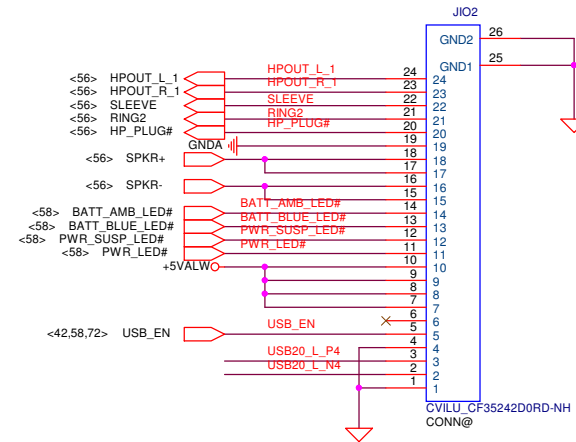 JIO2
GND2 26
GND1 25
<56> HPOUT_L_1 HPOUT_L_1 24 24
<56> HPOUT_R_1 HPOUT_R_1 23 23
<56> SLEEVE SLEEVE 22 22
<56> RING2 RING2 21 21
<56> HP_PLUG# HP_PLUG# 20 20
GNDA 19 19
<56> SPKR+ 18 18
17 17
<56> SPKR- 16 16
15 15
<58> BATT_AMB_LED# BATT_AMB_LED# 14 14
<58> BATT_BLUE_LED# BATT_BLUE_LED# 13 13
<58> PWR_SUSP_LED# PWR_SUSP_LED# 12 12
<58> PWR_LED# PWR_LED# 11 11
+5VALW 10 10
9 9
8 8
7 7
6 6
<42,58,72> USB_EN USB_EN 5 5
4 4
USB20_L_P4 3 3
USB20_L_N4 2 2
1 1
CVILU_CF35242D0RD-NH
CONN@